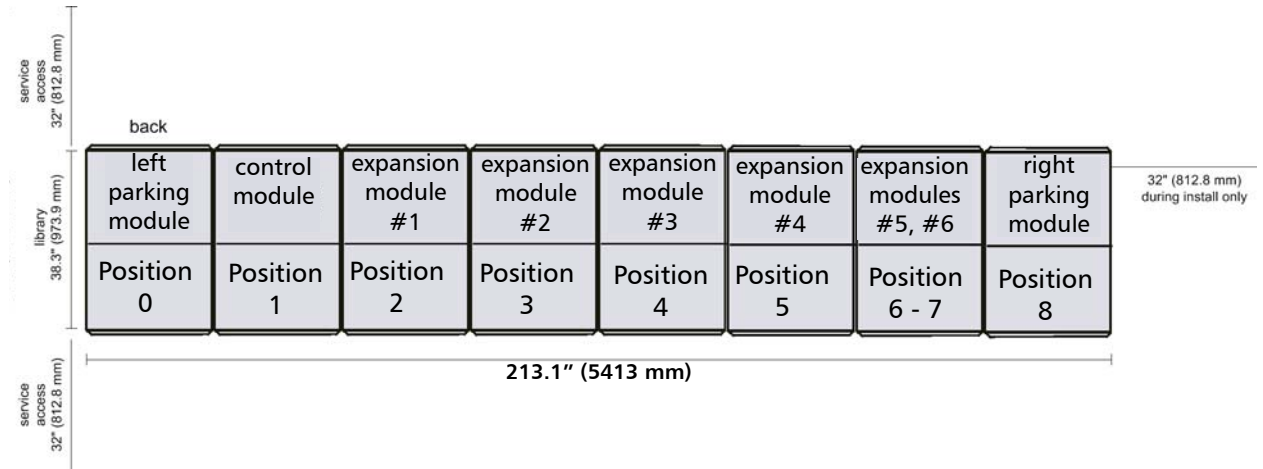 service
access
32" (812.8 mm)
back
library
38.3" (973.9 mm)
left
parking
module
control
module
expansion
module
#1
expansion
module
#2
expansion
module
#3
expansion
module
#4
expansion
modules
#5, #6
right
parking
module
32" (812.8 mm)
during install only
Position
0
Position
1
Position
2
Position
3
Position
4
Position
5
Position
6 - 7
Position
8
213.1” (5413 mm)
service
access
32" (812.8 mm)